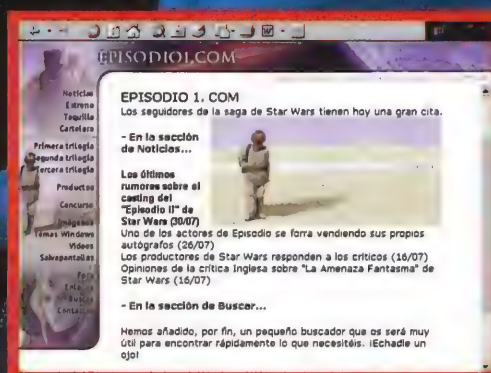 EPISODIO1.COM
Noticias
Estreno
Taquilla
Cartelera
Primera trilogía
Segunda trilogía
Tercera trilogía
Productos
Concurso
Imágenes
Temas Windows
Videos
Salvapantallas
Foro
EPISODIO 1. COM
Los seguidores de la saga de Star Wars tienen hoy una gran cita.
- En la sección
de Noticias...
Los últimos
rumores sobre el
casting del
"Episodio II" de
Star Wars (30/07)
Uno de los actores de Episodio se forra vendiendo sus propios
autógrafos (26/07)
Los productores de Star Wars responden a los críticos (16/07)
Opiniones de la crítica Inglesa sobre "La Amenaza Fantasma" de
Star Wars (16/07)
- En la sección de Buscar...
Hemos añadido, por fin, un pequeño buscador que os será muy
útil para encontrar rápidamente lo que necesitéis. ¡Echadle un
ojo!